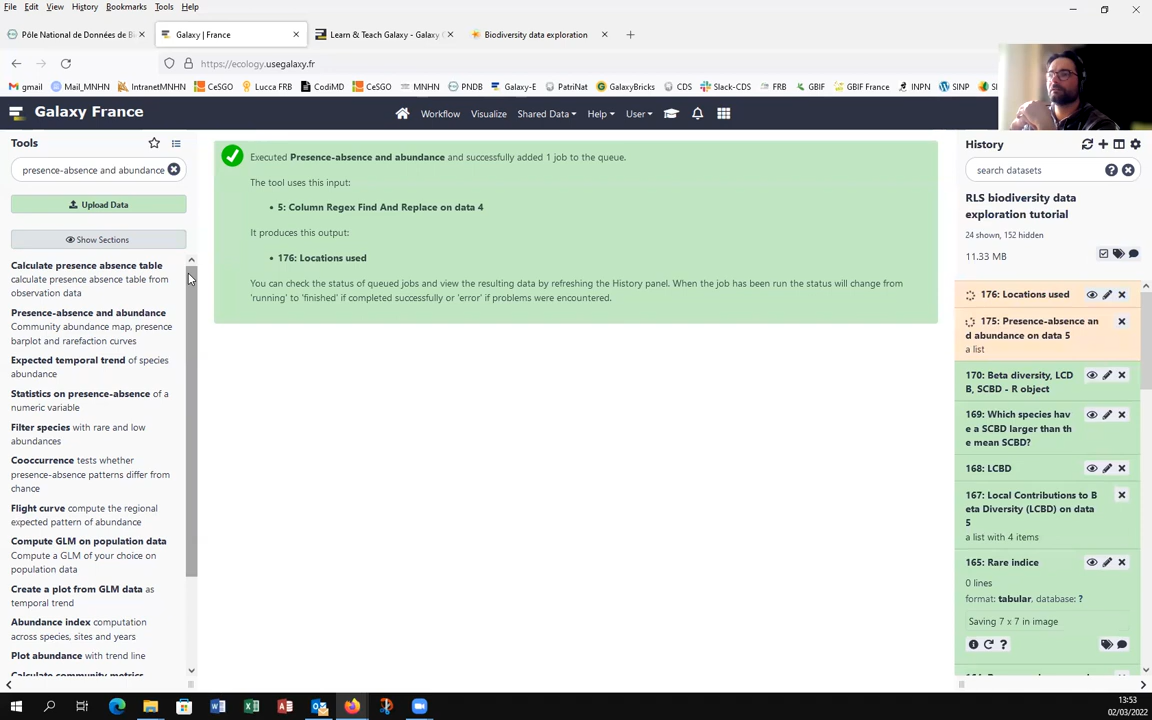 File Edit View History Bookmarks Tools Help
Pôle National de Données de Bi
Galaxy | France
Learn & Teach Galaxy - Galaxy C
Biodiversity data exploration
https://ecology.usegalaxy.fr
gmail Mail_MNHN IntranetMNHN CeSGO Lucca FRB CodiMD CeSGO MNHN PNDB Galaxy-E PatriNat GalaxyBricks CDS Slack-CDS FRB GBIF GBIF France INPN SINP
Galaxy France
Workflow Visualize Shared Data Help User
Tools
presence-absence and abundance
Upload Data
Show Sections
Calculate presence absence table
calculate presence absence table from
observation data
Presence-absence and abundance
Community abundance map, presence
barplot and rarefaction curves
Expected temporal trend of species
abundance
Statistics on presence-absence of a
numeric variable
Filter species with rare and low
abundances
Cooccurrence tests whether
presence-absence patterns differ from
chance
Flight curve compute the regional
expected pattern of abundance
Compute GLM on population data
Compute a GLM of your choice on
population data
Create a plot from GLM data as
temporal trend
Abundance index computation
across species, sites and years
Plot abundance with trend line
Calculate community metrics
Executed Presence-absence and abundance and successfully added 1 job to the queue.
The tool uses this input:
• 5: Column Regex Find And Replace on data 4
It produces this output:
• 176: Locations used
You can check the status of queued jobs and view the resulting data by refreshing the History panel. When the job has been run the status will change from
'running' to 'finished' if completed successfully or 'error' if problems were encountered.
History
search datasets
RLS biodiversity data
exploration tutorial
24 shown, 152 hidden
11.33 MB
176: Locations used
175: Presence-absence an
d abundance on data 5
a list
170: Beta diversity, LCD
B, SCBD - R object
169: Which species hav
e a SCBD larger than th
e mean SCBD?
168: LCBD
167: Local Contributions to B
eta Diversity (LCBD) on data
5
a list with 4 items
165: Rare indice
0 lines
format: tabular, database: ?
Saving 7 x 7 in image
13:53
02/03/2022